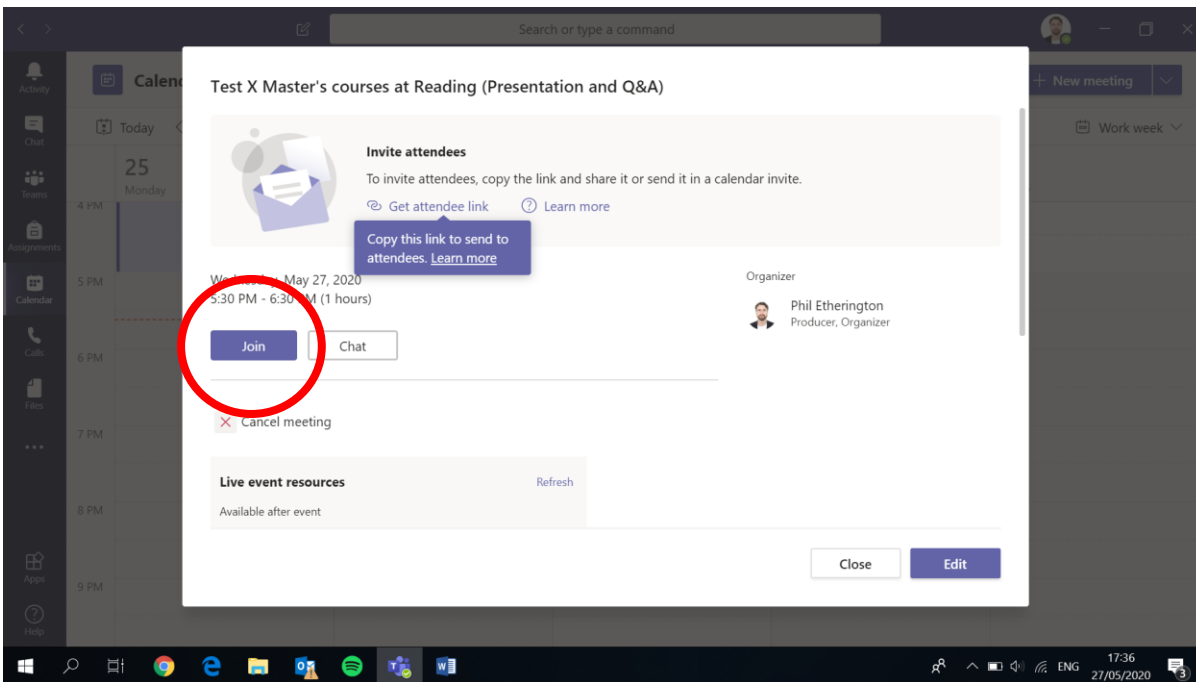 Search or type a command
Activity
Chat
Teams
Assignments
Calendar
Calls
Files
Apps
Help
Calend
New meeting
Today
Work week
25
Monday
4 PM
5 PM
6 PM
7 PM
8 PM
9 PM
Test X Master's courses at Reading (Presentation and Q&A)
Invite attendees
To invite attendees, copy the link and share it or send it in a calendar invite.
Get attendee link
Learn more
Copy this link to send to
attendees. Learn more
May 27, 2020
5:30 PM - 6:30 (1 hours)
Organizer
Phil Etherington
Producer, Organizer
Join
Chat
Cancel meeting
Live event resources
Refresh
Available after event
Close
Edit
ENG
17:36
27/05/2020
3